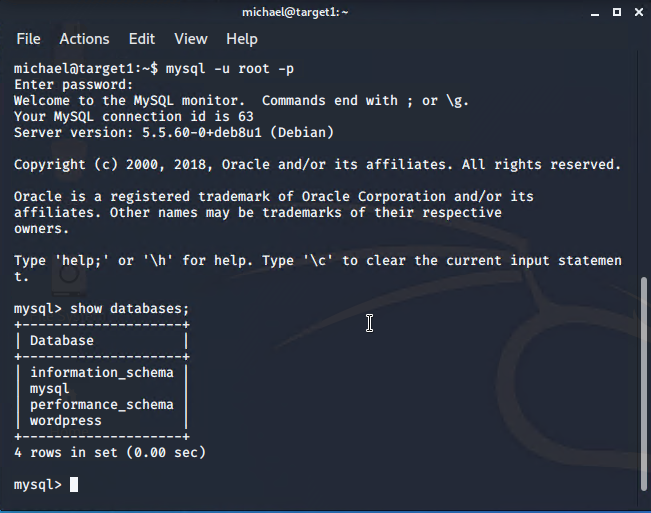 michael@target1: ~
File Actions Edit View Help
michael@target1:~$ mysql -u root -p
Enter password:
Welcome to the MySQL monitor.  Commands end with ; or \g.
Your MySQL connection id is 63
Server version: 5.5.60-0+deb8u1 (Debian)
Copyright (c) 2000, 2018, Oracle and/or its affiliates. All rights reserved.
Oracle is a registered trademark of Oracle Corporation and/or its
affiliates. Other names may be trademarks of their respective
owners.
Type 'help;' or '\h' for help. Type '\c' to clear the current input statemen
t.
mysql> show databases;
+--------------------+
| Database           |
+--------------------+
| information_schema |
| mysql              |
| performance_schema |
| wordpress          |
+--------------------+
4 rows in set (0.00 sec)
mysql>